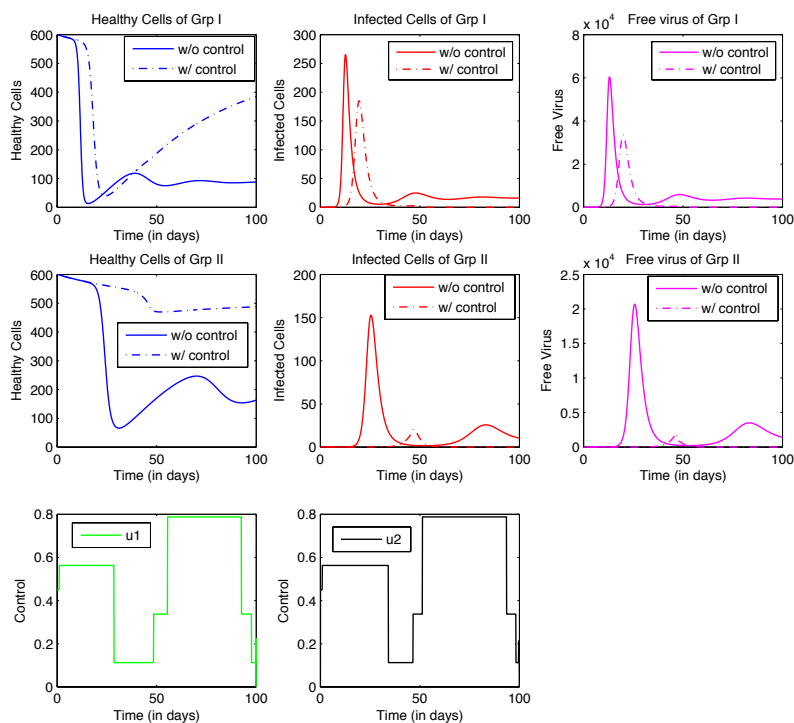 Healthy Cells of Grp I
Healthy Cells
600
500
400
300
200
100
0
w/o control
w/ control
0
50
100
Time (in days)
Infected Cells of Grp I
Infected Cells
300
250
200
150
100
50
0
w/o control
w/ control
0
50
100
Time (in days)
Free virus of Grp I
x 10^4
Free Virus
8
6
4
2
0
w/o control
w/ control
0
50
100
Time (in days)
Healthy Cells of Grp II
Healthy Cells
600
500
400
300
200
100
0
w/o control
w/ control
0
50
100
Time (in days)
Infected Cells of Grp II
Infected Cells
200
150
100
50
0
w/o control
w/ control
0
50
100
Time (in days)
Free virus of Grp II
x 10^4
Free Virus
2.5
2
1.5
1
0.5
0
w/o control
w/ control
0
50
100
Time (in days)
Control
0.8
0.6
0.4
0.2
0
u1
0
50
100
Time (in days)
Control
0.8
0.6
0.4
0.2
0
u2
0
50
100
Time (in days)